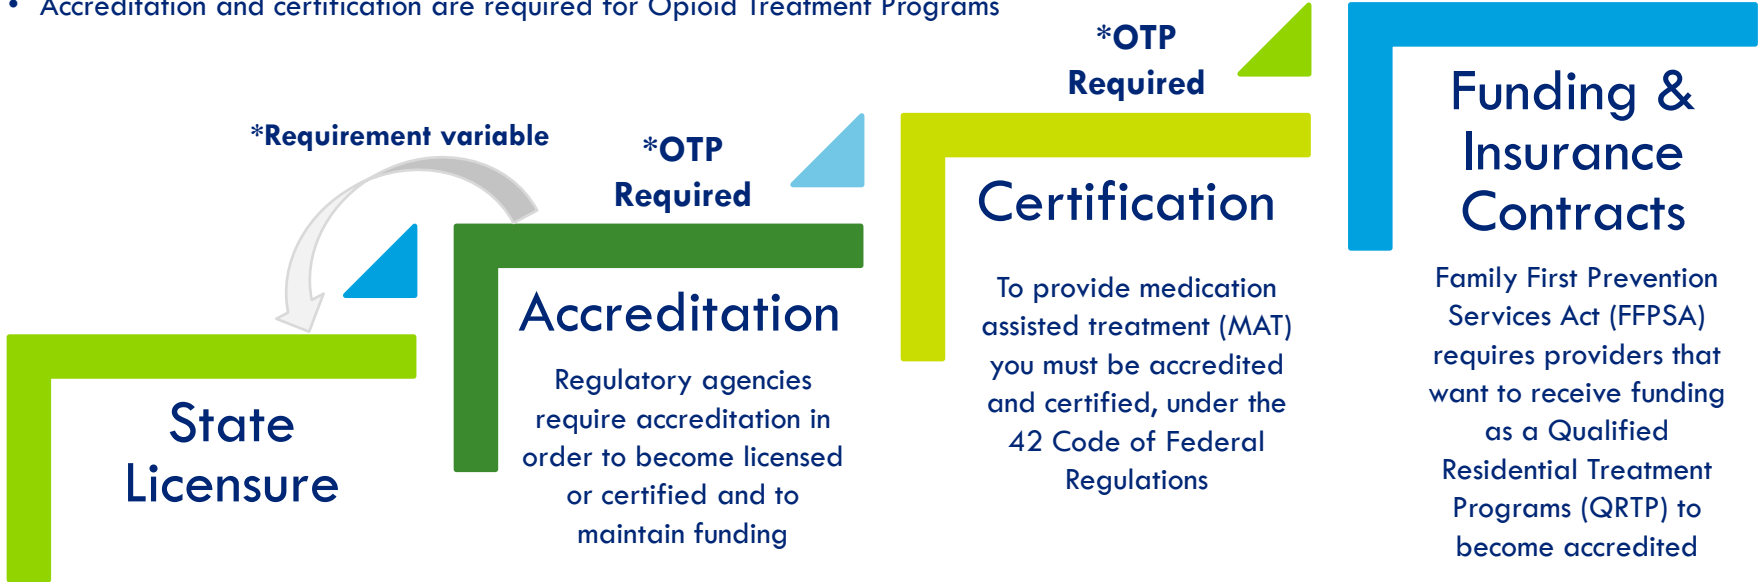 • Accreditation and certification are required for Opioid Treatment Programs
*Requirement variable
*OTP
Required
*OTP
Required
State
Licensure
Accreditation
Regulatory agencies
require accreditation in
order to become licensed
or certified and to
maintain funding
Certification
To provide medication
assisted treatment (MAT)
you must be accredited
and certified, under the
42 Code of Federal
Regulations
Funding &
Insurance
Contracts
Family First Prevention
Services Act (FFPSA)
requires providers that
want to receive funding
as a Qualified
Residential Treatment
Programs (QRTP) to
become accredited